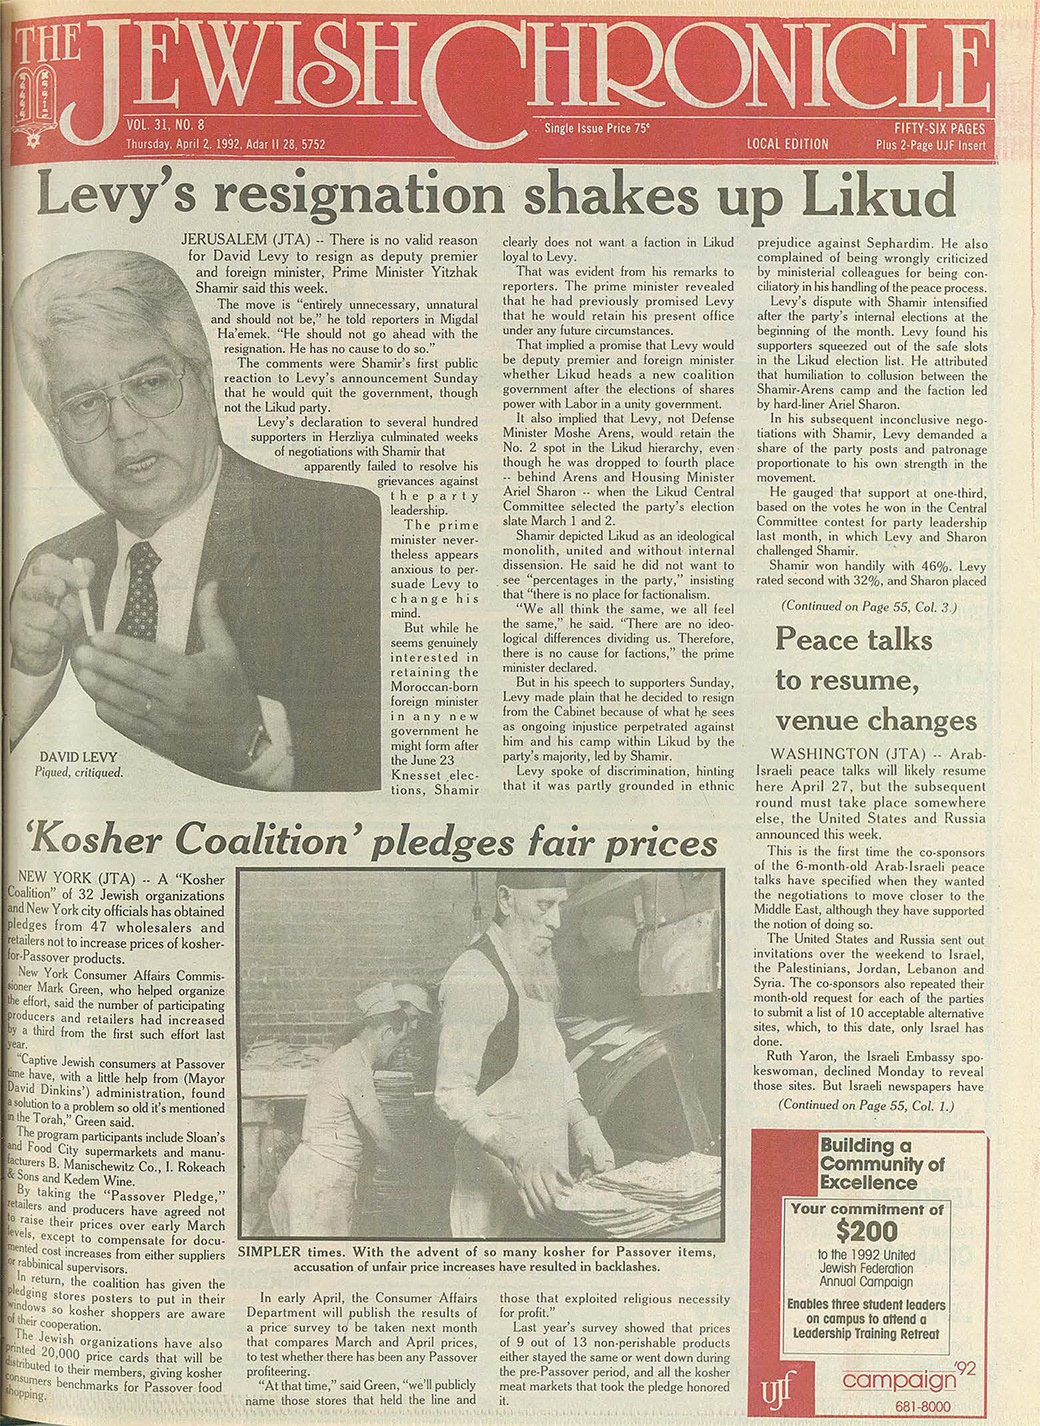 THE JEWISH CHRONICLE
VOL. 31, NO. 8
Thursday, April 2, 1992, Adar II 28, 5752
Single Issue Price 75¢
LOCAL EDITION
FIFTY-SIX PAGES
Plus 2-Page UJF Insert
Levy's resignation shakes up Likud
JERUSALEM (JTA) -- There is no valid reason
for David Levy to resign as deputy premier
and foreign minister, Prime Minister Yitzhak
Shamir said this week.
The move is "entirely unnecessary, unnatural
and should not be," he told reporters in Migdal
Ha'emek. "He should not go ahead with the
resignation. He has no cause to do so."
The comments were Shamir's first public
reaction to Levy's announcement Sunday
that he would quit the government, though
not the Likud party.
Levy's declaration to several hundred
supporters in Herzliya culminated weeks
of negotiations with Shamir that
apparently failed to resolve his
grievances against
the party
leadership.
The prime
minister never-
theless appears
anxious to per-
suade Levy to
change his
mind.
But while he
seems genuinely
interested in
retaining the
Moroccan-born
foreign minister
in any new
government he
might form after
the June 23
Knesset elec-
tions, Shamir
DAVID LEVY
Piqued, critiqued.
clearly does not want a faction in Likud
loyal to Levy.
That was evident from his remarks to
reporters. The prime minister revealed
that he had previously promised Levy
that he would retain his present office
under any future circumstances.
That implied a promise that Levy would
be deputy premier and foreign minister
whether Likud heads a new coalition
government after the elections of shares
power with Labor in a unity government.
It also implied that Levy, not Defense
Minister Moshe Arens, would retain the
No. 2 spot in the Likud hierarchy, even
though he was dropped to fourth place
-- behind Arens and Housing Minister
Ariel Sharon -- when the Likud Central
Committee selected the party's election
slate March 1 and 2.
Shamir depicted Likud as an ideological
monolith, united and without internal
dissension. He said he did not want to
see "percentages in the party," insisting
that "there is no place for factionalism.
"We all think the same, we all feel
the same," he said. "There are no ideo-
logical differences dividing us. Therefore,
there is no cause for factions," the prime
minister declared.
But in his speech to supporters Sunday,
Levy made plain that he decided to resign
from the Cabinet because of what he sees
as ongoing injustice perpetrated against
him and his camp within Likud by the
party's majority, led by Shamir.
Levy spoke of discrimination, hinting
that it was partly grounded in ethnic
prejudice against Sephardim. He also
complained of being wrongly criticized
by ministerial colleagues for being con-
ciliatory in his handling of the peace process.
Levy's dispute with Shamir intensified
after the party's internal elections at the
beginning of the month. Levy found his
supporters squeezed out of the safe slots
in the Likud election list. He attributed
that humiliation to collusion between the
Shamir-Arens camp and the faction led
by hard-liner Ariel Sharon.
In his subsequent inconclusive nego-
tiations with Shamir, Levy demanded a
share of the party posts and patronage
proportionate to his own strength in the
movement.
He gauged that support at one-third,
based on the votes he won in the Central
Committee contest for party leadership
last month, in which Levy and Sharon
challenged Shamir.
Shamir won handily with 46%. Levy
rated second with 32%, and Sharon placed
(Continued on Page 55, Col. 3.)
Peace talks
to resume,
venue changes
WASHINGTON (JTA) -- Arab-
Israeli peace talks will likely resume
here April 27, but the subsequent
round must take place somewhere
else, the United States and Russia
announced this week.
This is the first time the co-sponsors
of the 6-month-old Arab-Israeli peace
talks have specified when they wanted
the negotiations to move closer to the
Middle East, although they have supported
the notion of doing so.
The United States and Russia sent out
invitations over the weekend to Israel,
the Palestinians, Jordan, Lebanon and
Syria. The co-sponsors also repeated their
month-old request for each of the parties
to submit a list of 10 acceptable alternative
sites, which, to this date, only Israel has
done.
Ruth Yaron, the Israeli Embassy spo-
keswoman, declined Monday to reveal
those sites. But Israeli newspapers have
(Continued on Page 55, Col. 1.)
'Kosher Coalition' pledges fair prices
NEW YORK (JTA) -- A "Kosher
Coalition" of 32 Jewish organizations
and New York city officials has obtained
pledges from 47 wholesalers and
retailers not to increase prices of kosher-
for-Passover products.
New York Consumer Affairs Commis-
sioner Mark Green, who helped organize
the effort, said the number of participating
producers and retailers had increased
by a third from the first such effort last
year.
"Captive Jewish consumers at Passover
time have, with a little help from (Mayor
David Dinkins') administration, found
a solution to a problem so old it's mentioned
in the Torah," Green said.
The program participants include Sloan's
and Food City supermarkets and manu-
facturers B. Manischewitz Co., I. Rokeach
& Sons and Kedem Wine.
By taking the "Passover Pledge,"
retailers and producers have agreed not
to raise their prices over early March
levels, except to compensate for docu-
mented cost increases from either suppliers
or rabbinical supervisors.
In return, the coalition has given the
pledging stores posters to put in their
windows so kosher shoppers are aware
of their cooperation.
The Jewish organizations have also
printed 20,000 price cards that will be
distributed to their members, giving kosher
consumers benchmarks for Passover food
shopping.
SIMPLER times. With the advent of so many kosher for Passover items,
accusation of unfair price increases have resulted in backlashes.
In early April, the Consumer Affairs
Department will publish the results of
a price survey to be taken next month
that compares March and April prices,
to test whether there has been any Passover
profiteering.
"At that time," said Green, "we'll publicly
name those stores that held the line and
those that exploited religious necessity
for profit."
Last year's survey showed that prices
of 9 out of 13 non-perishable products
either stayed the same or went down during
the pre-Passover period, and all the kosher
meat markets that took the pledge honored
it.
Building a
Community of
Excellence
Your commitment of
$200
to the 1992 United
Jewish Federation
Annual Campaign
Enables three student leaders
on campus to attend a
Leadership Training Retreat
ujf
campaign '92
681-8000